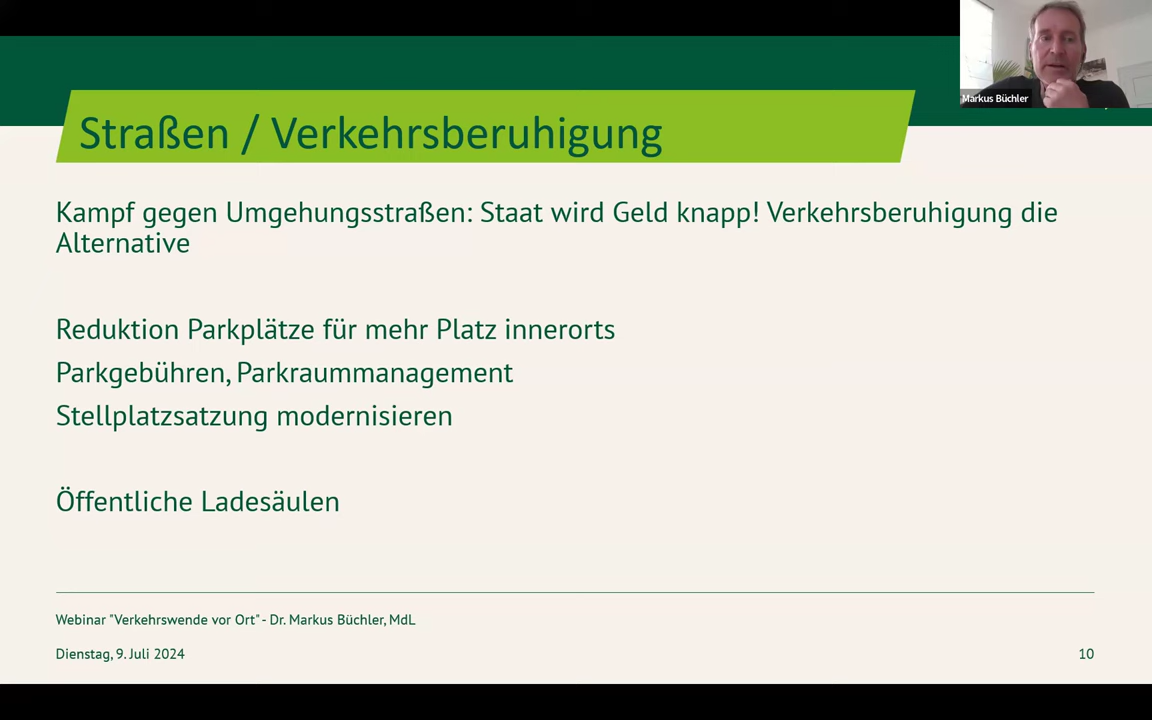 Markus Büchler
Straßen / Verkehrsberuhigung
Kampf gegen Umgehungsstraßen: Staat wird Geld knapp! Verkehrsberuhigung die
Alternative
Reduktion Parkplätze für mehr Platz innerorts
Parkgebühren, Parkraummanagement
Stellplatzsatzung modernisieren
Öffentliche Ladesäulen
Webinar "Verkehrswende vor Ort" - Dr. Markus Büchler, MdL
Dienstag, 9. Juli 2024
10